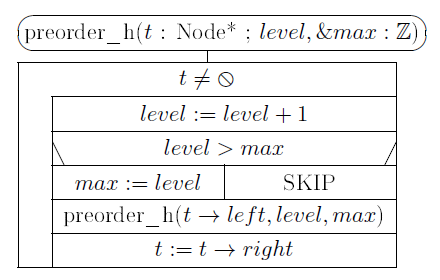 preorder_h(t : Node* ; level, &max : ℤ)
t ≠ ⦸
level := level + 1
level > max
max := level SKIP
preorder_h(t → left, level, max)
t := t → right